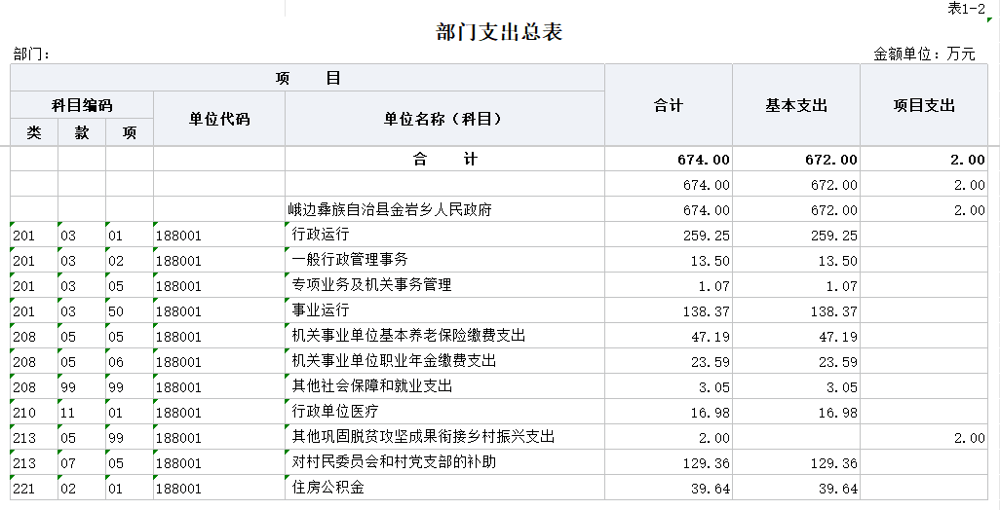 表1-2
部门支出总表
部门： 金额单位：万元
项 目 合计 基本支出 项目支出
科目编码 单位代码 单位名称（科目）
类 款 项
合 计 674.00 672.00 2.00
674.00 672.00 2.00
峨边彝族自治县金岩乡人民政府 674.00 672.00 2.00
201 03 01 188001 行政运行 259.25 259.25
201 03 02 188001 一般行政管理事务 13.50 13.50
201 03 05 188001 专项业务及机关事务管理 1.07 1.07
201 03 50 188001 事业运行 138.37 138.37
208 05 05 188001 机关事业单位基本养老保险缴费支出 47.19 47.19
208 05 06 188001 机关事业单位职业年金缴费支出 23.59 23.59
208 99 99 188001 其他社会保障和就业支出 3.05 3.05
210 11 01 188001 行政单位医疗 16.98 16.98
213 05 99 188001 其他巩固脱贫攻坚成果衔接乡村振兴支出 2.00 2.00
213 07 05 188001 对村民委员会和村党支部的补助 129.36 129.36
221 02 01 188001 住房公积金 39.64 39.64